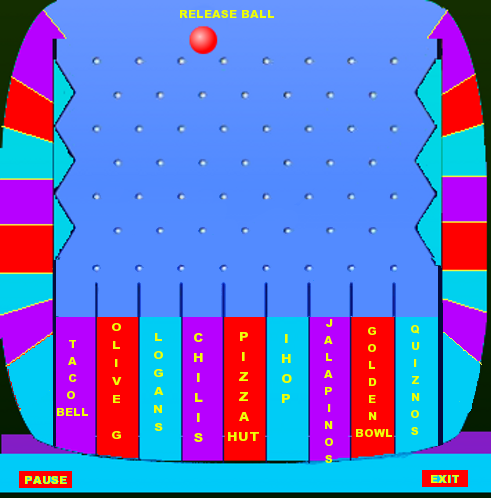 RELEASE BALL
TACO BELL
OLIVE G
LOGANS
CHILIS
PIZZA HUT
IHOP
JALAPINOS
GOLDEN BOWL
QUIZNOS
PAUSE
EXIT